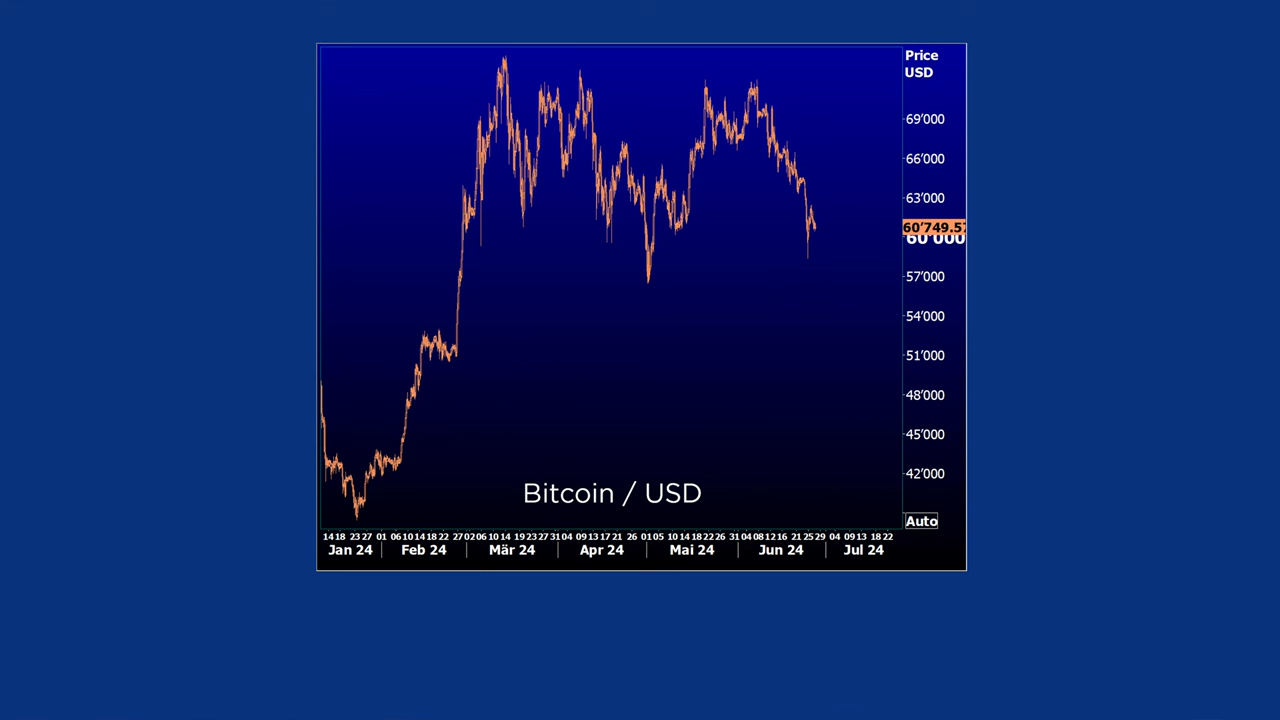 Price
USD
69'000
66'000
63'000
60'749.57
60'000
57'000
54'000
51'000
48'000
45'000
42'000
Bitcoin / USD
Auto
14 18 23 27 01 06 10 14 18 22 27 02 06 10 14 19 23 27 31 04 09 13 17 21 26 01 05 10 14 18 22 26 31 04 08 12 16 21 25 29 04 09 13 18 22
Jan 24 Feb 24 Mär 24 Apr 24 Mai 24 Jun 24 Jul 24